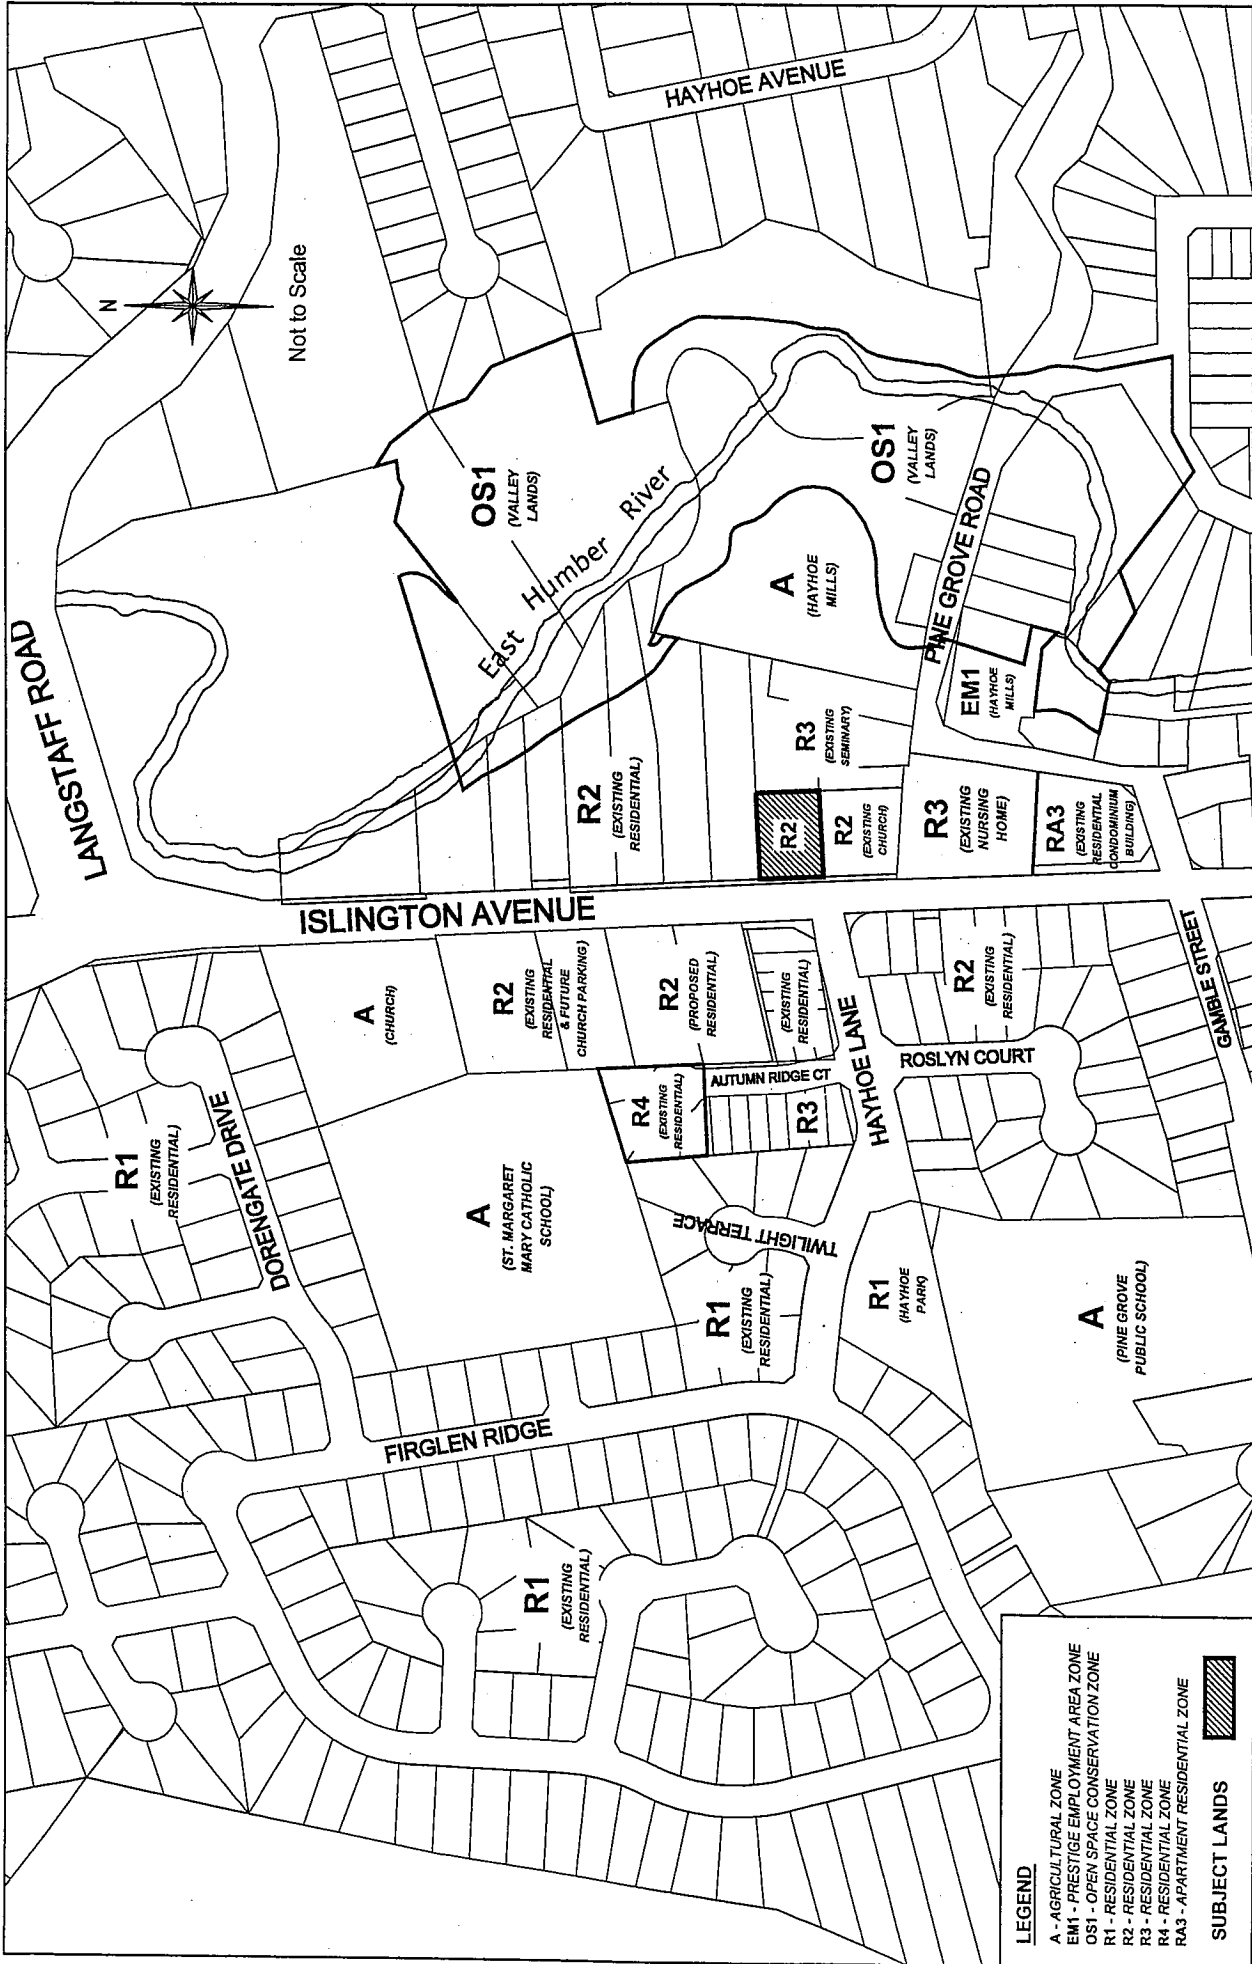 LANGSTAFF ROAD
N
Not to Scale
HAYHOE AVENUE
OS1
(VALLEY
LANDS)
East Humber River
OS1
(VALLEY
LANDS)
A
(HAYHOE
MILLS)
PINE GROVE ROAD
EM1
(HAYHOE
MILLS)
R3
(EXISTING
SEMINARY)
R2
(EXISTING
RESIDENTIAL)
R2
R2
(EXISTING
CHURCH)
R3
(EXISTING
NURSING
HOME)
RA3
(EXISTING
RESIDENTIAL
CONDOMINIUM
BUILDING)
ISLINGTON AVENUE
A
(CHURCH)
R2
(EXISTING
RESIDENTIAL
& FUTURE
CHURCH PARKING)
R2
(PROPOSED
RESIDENTIAL)
(EXISTING
RESIDENTIAL)
HAYHOE LANE
R2
(EXISTING
RESIDENTIAL)
GAMBLE STREET
ROSLYN COURT
AUTUMN RIDGE CT
R4
(EXISTING
RESIDENTIAL)
R3
R1
(EXISTING
RESIDENTIAL)
DORENGATE DRIVE
A
(ST. MARGARET
MARY CATHOLIC
SCHOOL)
TWILIGHT TERRACE
R1
(EXISTING
RESIDENTIAL)
R1
(HAYHOE
PARK)
A
(PINE GROVE
PUBLIC SCHOOL)
FIRGLEN RIDGE
R1
(EXISTING
RESIDENTIAL)
LEGEND
A - AGRICULTURAL ZONE
EM1 - PRESTIGE EMPLOYMENT AREA ZONE
OS1 - OPEN SPACE CONSERVATION ZONE
R1 - RESIDENTIAL ZONE
R2 - RESIDENTIAL ZONE
R3 - RESIDENTIAL ZONE
R4 - RESIDENTIAL ZONE
RA3 - APARTMENT RESIDENTIAL ZONE
SUBJECT LANDS